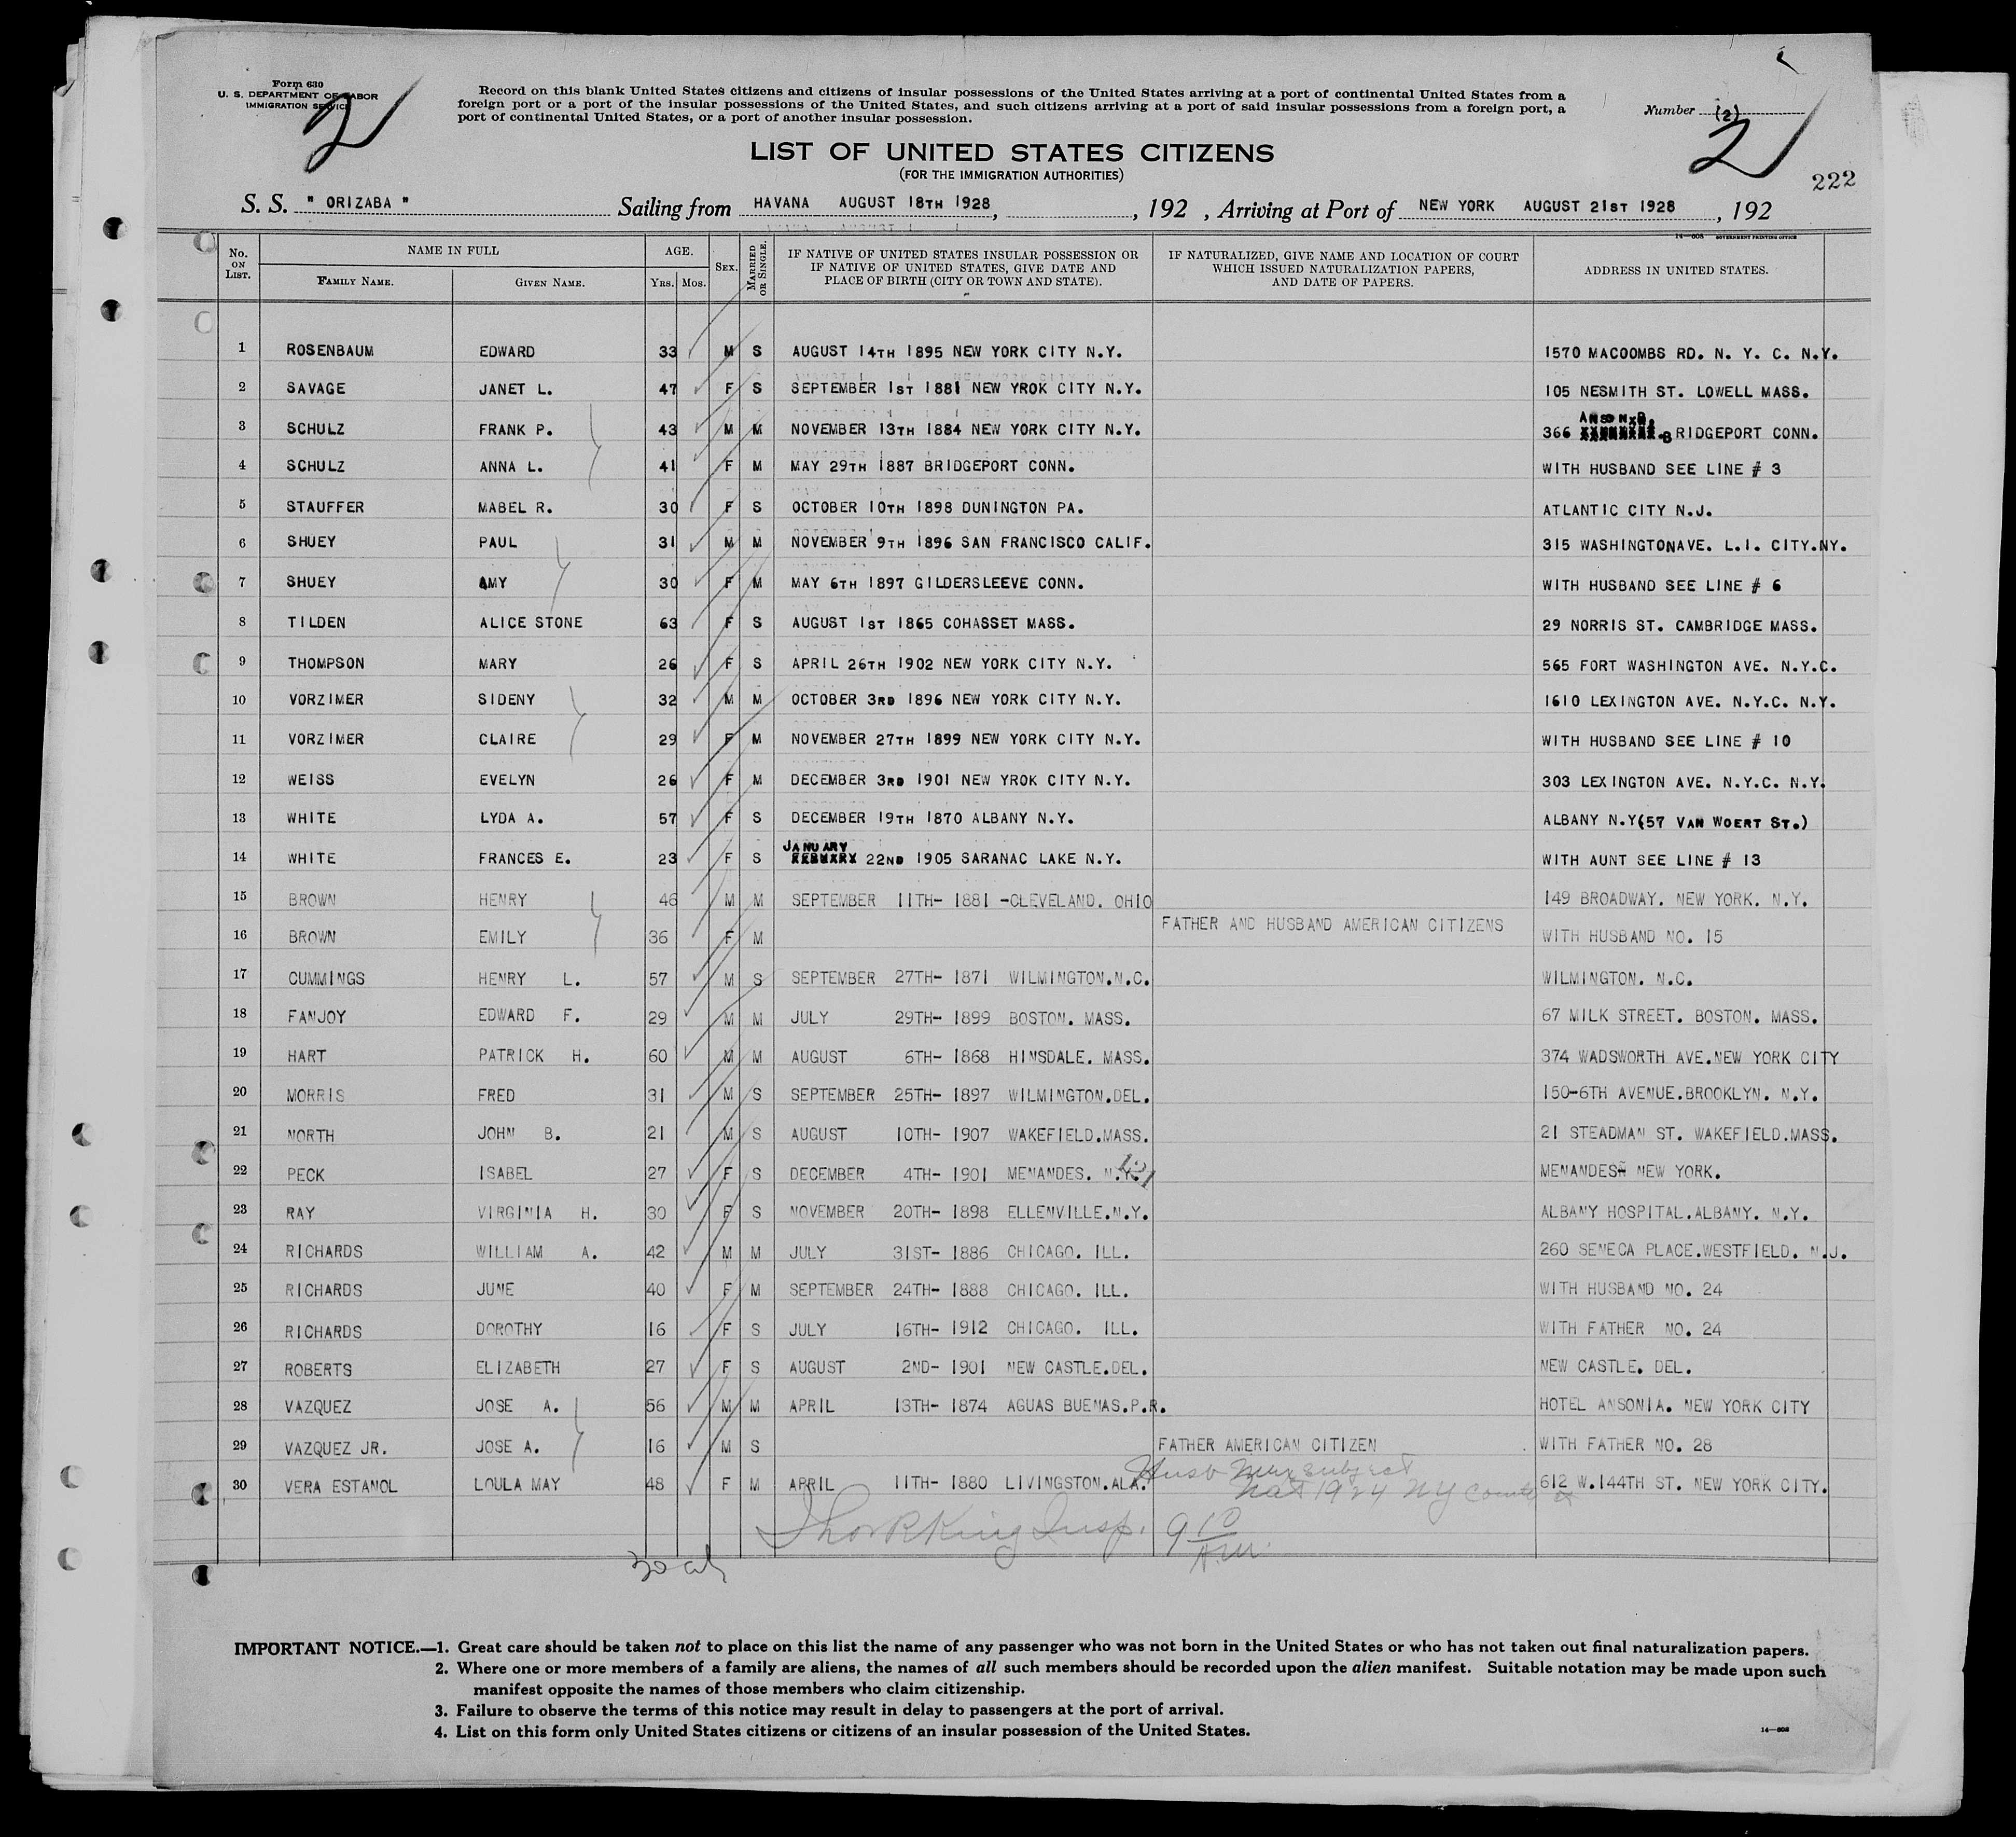 Form 630
U. S. DEPARTMENT OF LABOR
IMMIGRATION SERVICE
2
Record on this blank United States citizens and citizens of insular possessions of the United States arriving at a port of continental United States from a
foreign port or a port of the insular possessions of the United States, and such citizens arriving at a port of said insular possessions from a foreign port, a
port of continental United States, or a port of another insular possession.
Number (2)
2
222
LIST OF UNITED STATES CITIZENS
(FOR THE IMMIGRATION AUTHORITIES)
S. S. " ORIZABA " Sailing from HAVANA AUGUST 18TH 1928, , 192 , Arriving at Port of NEW YORK AUGUST 21ST 1928 , 192
14—608 GOVERNMENT PRINTING OFFICE
No. ON LIST. NAME IN FULL FAMILY NAME. GIVEN NAME. AGE. YRS. MOS. SEX. MARRIED OR SINGLE. IF NATIVE OF UNITED STATES INSULAR POSSESSION OR IF NATIVE OF UNITED STATES, GIVE DATE AND PLACE OF BIRTH (CITY OR TOWN AND STATE). IF NATURALIZED, GIVE NAME AND LOCATION OF COURT WHICH ISSUED NATURALIZATION PAPERS, AND DATE OF PAPERS. ADDRESS IN UNITED STATES.
1 ROSENBAUM EDWARD 33 M S AUGUST 14TH 1895 NEW YORK CITY N.Y. 1570 MACOOMBS RD. N. Y. C. N.Y.
2 SAVAGE JANET L. 47 F S SEPTEMBER 1ST 1881 NEW YROK CITY N.Y. 105 NESMITH ST. LOWELL MASS.
3 SCHULZ FRANK P. 43 M M NOVEMBER 13TH 1884 NEW YORK CITY N.Y. 366 BRIDGEPORT CONN.
4 SCHULZ ANNA L. 41 F M MAY 29TH 1887 BRIDGEPORT CONN. WITH HUSBAND SEE LINE # 3
5 STAUFFER MABEL R. 30 F S OCTOBER 10TH 1898 DUNINGTON PA. ATLANTIC CITY N.J.
6 SHUEY PAUL 31 M M NOVEMBER 9TH 1896 SAN FRANCISCO CALIF. 315 WASHINGTONAVE. L.I. CITY.NY.
7 SHUEY AMY 30 F M MAY 6TH 1897 GILDERSLEEVE CONN. WITH HUSBAND SEE LINE # 6
8 TILDEN ALICE STONE 63 F S AUGUST 1ST 1865 COHASSET MASS. 29 NORRIS ST. CAMBRIDGE MASS.
9 THOMPSON MARY 26 F S APRIL 26TH 1902 NEW YORK CITY N.Y. 565 FORT WASHINGTON AVE. N.Y.C.
10 VORZIMER SIDENY 32 M M OCTOBER 3RD 1896 NEW YORK CITY N.Y. 1610 LEXINGTON AVE. N.Y.C. N.Y.
11 VORZIMER CLAIRE 29 F M NOVEMBER 27TH 1899 NEW YORK CITY N.Y. WITH HUSBAND SEE LINE # 10
12 WEISS EVELYN 26 F M DECEMBER 3RD 1901 NEW YROK CITY N.Y. 303 LEXINGTON AVE. N.Y.C. N.Y.
13 WHITE LYDA A. 57 F S DECEMBER 19TH 1870 ALBANY N.Y. ALBANY N.Y(57 VAN WOERT ST.)
14 WHITE FRANCES E. 23 F S JANUARY 22ND 1905 SARANAC LAKE N.Y. WITH AUNT SEE LINE # 13
15 BROWN HENRY 46 M M SEPTEMBER 11TH- 1881 -CLEVELAND. OHIO 149 BROADWAY. NEW YORK. N.Y.
16 BROWN EMILY 36 F M FATHER AND HUSBAND AMERICAN CITIZENS WITH HUSBAND NO. 15
17 CUMMINGS HENRY L. 57 M S SEPTEMBER 27TH- 1871 WILMINGTON.N.C. WILMINGTON. N.C.
18 FANJOY EDWARD F. 29 M M JULY 29TH- 1899 BOSTON. MASS. 67 MILK STREET. BOSTON. MASS.
19 HART PATRICK H. 60 M M AUGUST 6TH- 1868 HINSDALE. MASS. 374 WADSWORTH AVE.NEW YORK CITY
20 MORRIS FRED 31 M S SEPTEMBER 25TH- 1897 WILMINGTON.DEL. 150-6TH AVENUE.BROOKLYN. N.Y.
21 NORTH JOHN B. 21 M S AUGUST 10TH- 1907 WAKEFIELD.MASS. 21 STEADMAN ST. WAKEFIELD.MASS.
22 PECK ISABEL 27 F S DECEMBER 4TH- 1901 MENANDES. N.Y. MENANDES NEW YORK.
23 RAY VIRGINIA H. 30 F S NOVEMBER 20TH- 1898 ELLENVILLE.N.Y. ALBANY HOSPITAL.ALBANY. N.Y.
24 RICHARDS WILLIAM A. 42 M M JULY 31ST- 1886 CHICAGO. ILL. 260 SENECA PLACE.WESTFIELD. N.J.
25 RICHARDS JUNE 40 F M SEPTEMBER 24TH- 1888 CHICAGO. ILL. WITH HUSBAND NO. 24
26 RICHARDS DOROTHY 16 F S JULY 16TH- 1912 CHICAGO. ILL. WITH FATHER NO. 24
27 ROBERTS ELIZABETH 27 F S AUGUST 2ND- 1901 NEW CASTLE.DEL. NEW CASTLE. DEL.
28 VAZQUEZ JOSE A. 56 M M APRIL 13TH- 1874 AGUAS BUENAS.P.R. HOTEL ANSONIA. NEW YORK CITY
29 VAZQUEZ JR. JOSE A. 16 M S FATHER AMERICAN CITIZEN WITH FATHER NO. 28
30 VERA ESTANOL LOULA MAY 48 F M APRIL 11TH- 1880 LIVINGSTON.ALA. 612 W.144TH ST. NEW YORK CITY.
Husb Mex subject
Nat 1924 NY
King Insp. 9 10 A.M.
IMPORTANT NOTICE.—1. Great care should be taken not to place on this list the name of any passenger who was not born in the United States or who has not taken out final naturalization papers.
2. Where one or more members of a family are aliens, the names of all such members should be recorded upon the alien manifest. Suitable notation may be made upon such
manifest opposite the names of those members who claim citizenship.
3. Failure to observe the terms of this notice may result in delay to passengers at the port of arrival.
4. List on this form only United States citizens or citizens of an insular possession of the United States.
14—608